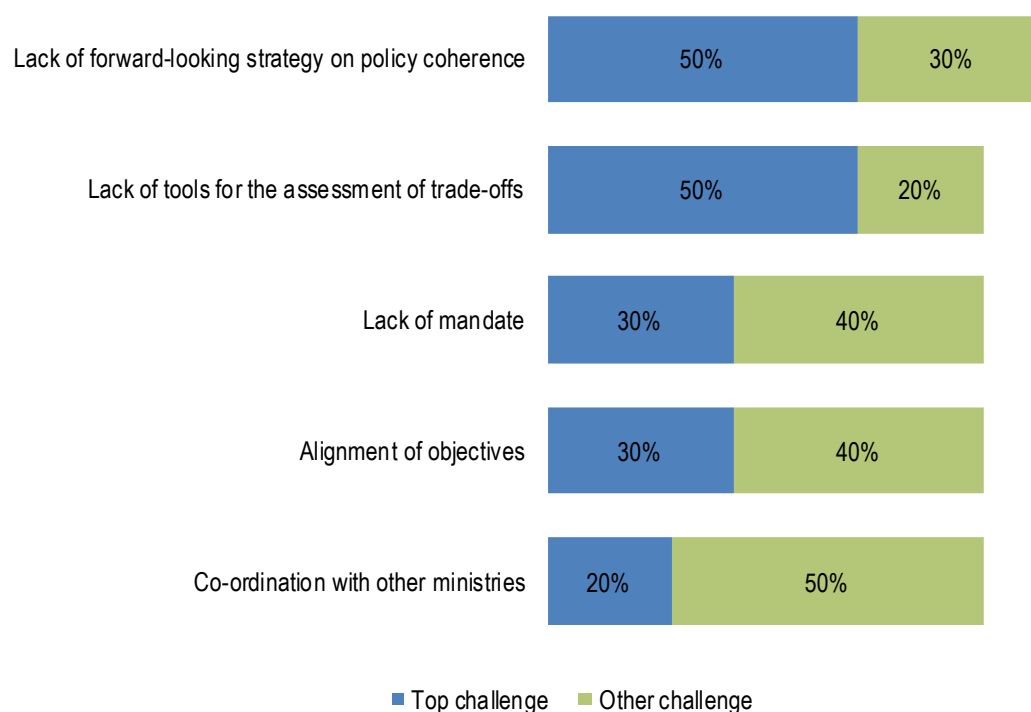 Lack of forward-looking strategy on policy coherence 50% 30%
Lack of tools for the assessment of trade-offs 50% 20%
Lack of mandate 30% 40%
Alignment of objectives 30% 40%
Co-ordination with other ministries 20% 50%
Top challenge Other challenge